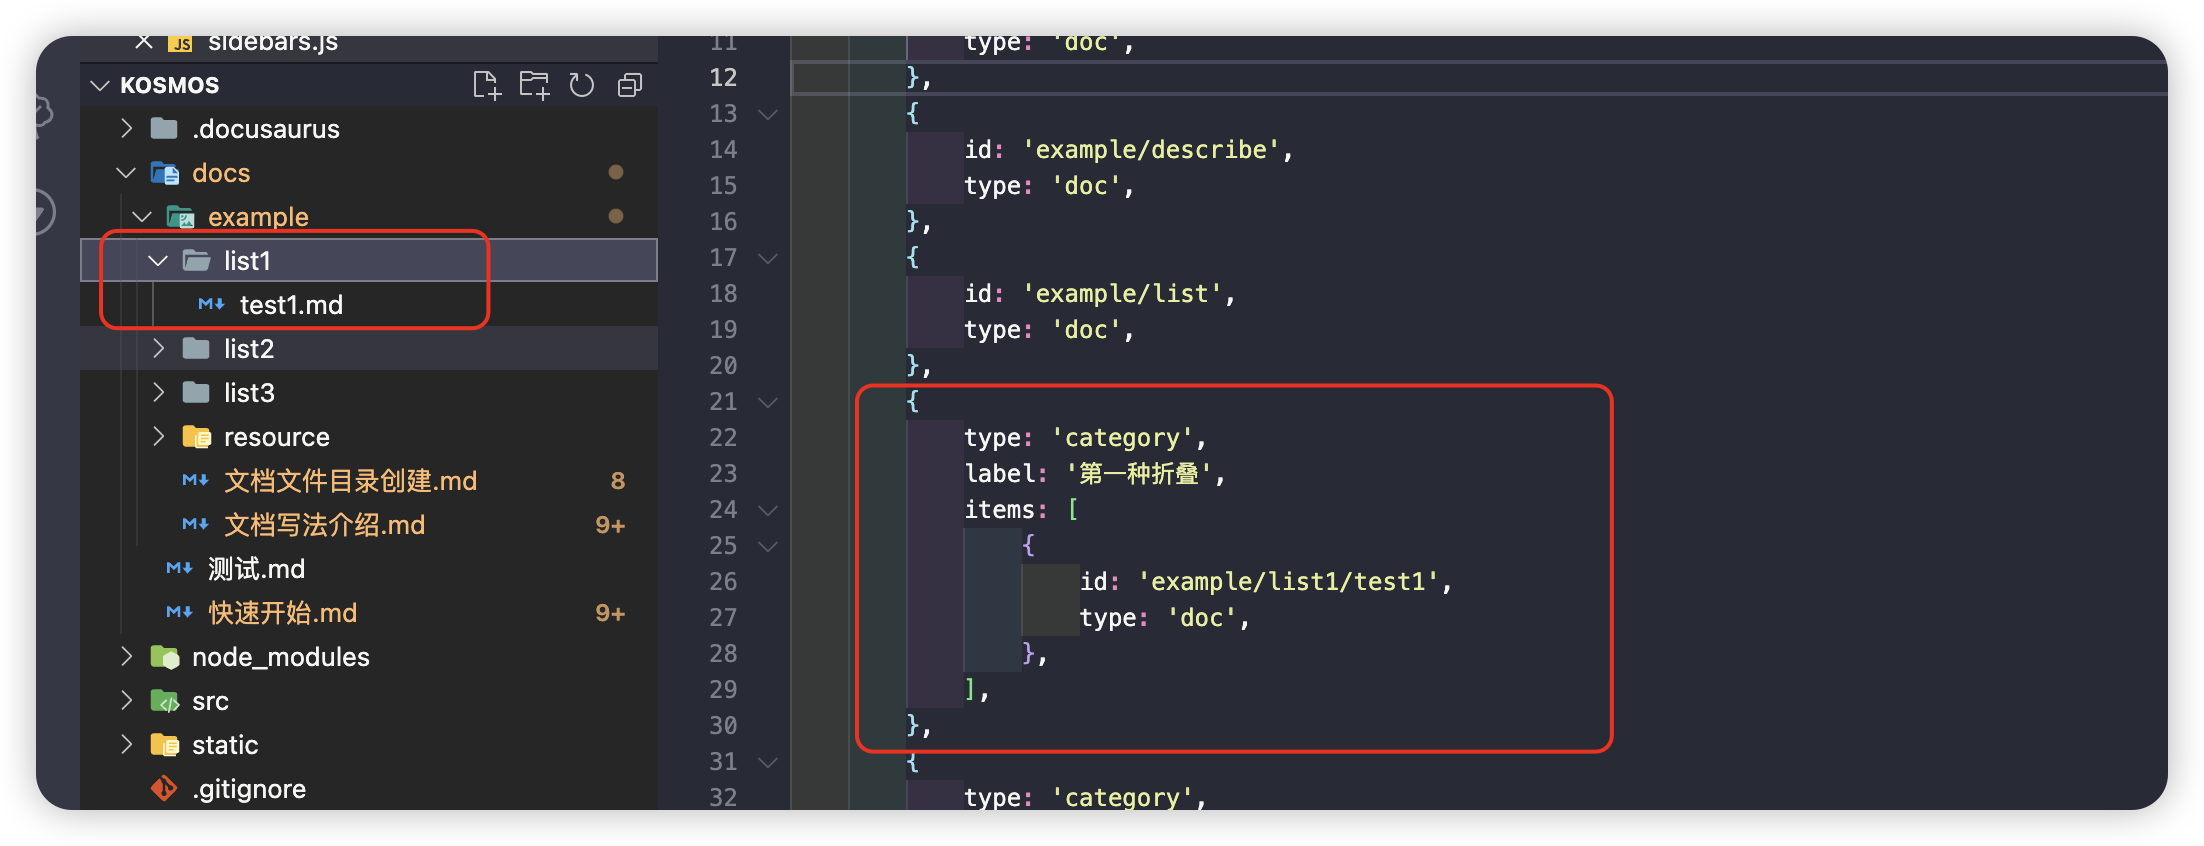 sidebars.js
KOSMOS
.docusaurus
docs
example
list1
test1.md
list2
list3
resource
文档文件目录创建.md 8
文档写法介绍.md 9+
测试.md
快速开始.md 9+
node_modules
src
static
.gitignore
11 type: 'doc',
12 },
13 {
14 id: 'example/describe',
15 type: 'doc',
16 },
17 {
18 id: 'example/list',
19 type: 'doc',
20 },
21 {
22 type: 'category',
23 label: '第一种折叠',
24 items: [
25 {
26 id: 'example/list1/test1',
27 type: 'doc',
28 },
29 ],
30 },
31 {
32 type: 'category',